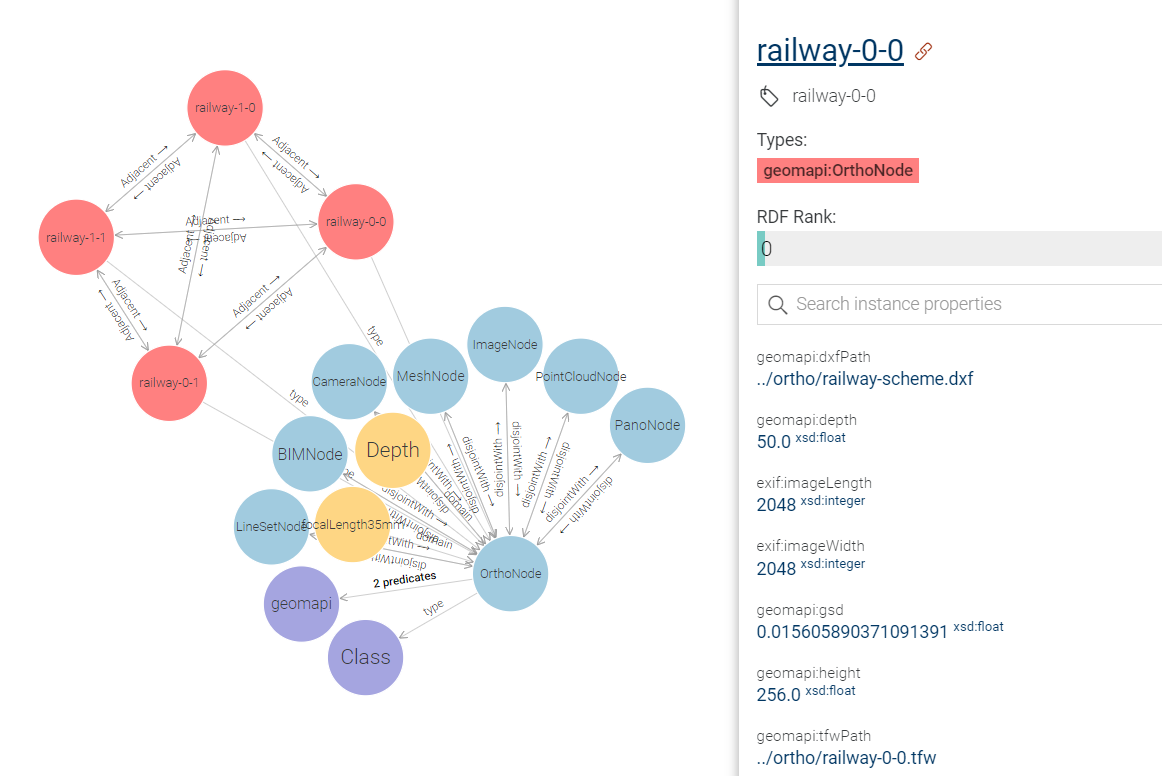 railway-1-0
Adjacent →
Adjacent →
Adjacent →
Adjacent →
railway-0-0
railway-1-1
Adjacent →
Adjacent
Adjacent
Adjacent →
Adjacent →
Adjacent →
Adjacent →
Adjacent →
railway-0-1
type
type
ImageNode
CameraNode
MeshNode
PointCloudNode
PanoNode
BIMNode
Depth
disjointWith →
disjointWith →
disjointWith →
disjointWith →
disjointWith →
disjointWith →
disjointWith →
disjointWith →
domain
disjointWith →
domain
disjointWith
LineSetNode
focalLength35mm
OrthoNode
geomapi
2 predicates
type
Class
railway-0-0
railway-0-0
Types:
geomapi:OrthoNode
RDF Rank:
0
Search instance properties
geomapi:dxfPath
../ortho/railway-scheme.dxf
geomapi:depth
50.0 xsd:float
exif:imageLength
2048 xsd:integer
exif:imageWidth
2048 xsd:integer
geomapi:gsd
0.015605890371091391 xsd:float
geomapi:height
256.0 xsd:float
geomapi:tfwPath
../ortho/railway-0-0.tfw